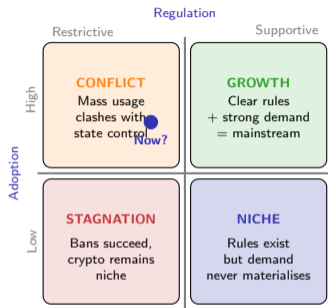 Regulation
Restrictive
Supportive
Adoption
High
Low
CONFLICT
Mass usage
clashes with
state control
Now?
GROWTH
Clear rules
+ strong demand
= mainstream
STAGNATION
Bans succeed,
crypto remains
niche
NICHE
Rules exist
but demand
never materialises